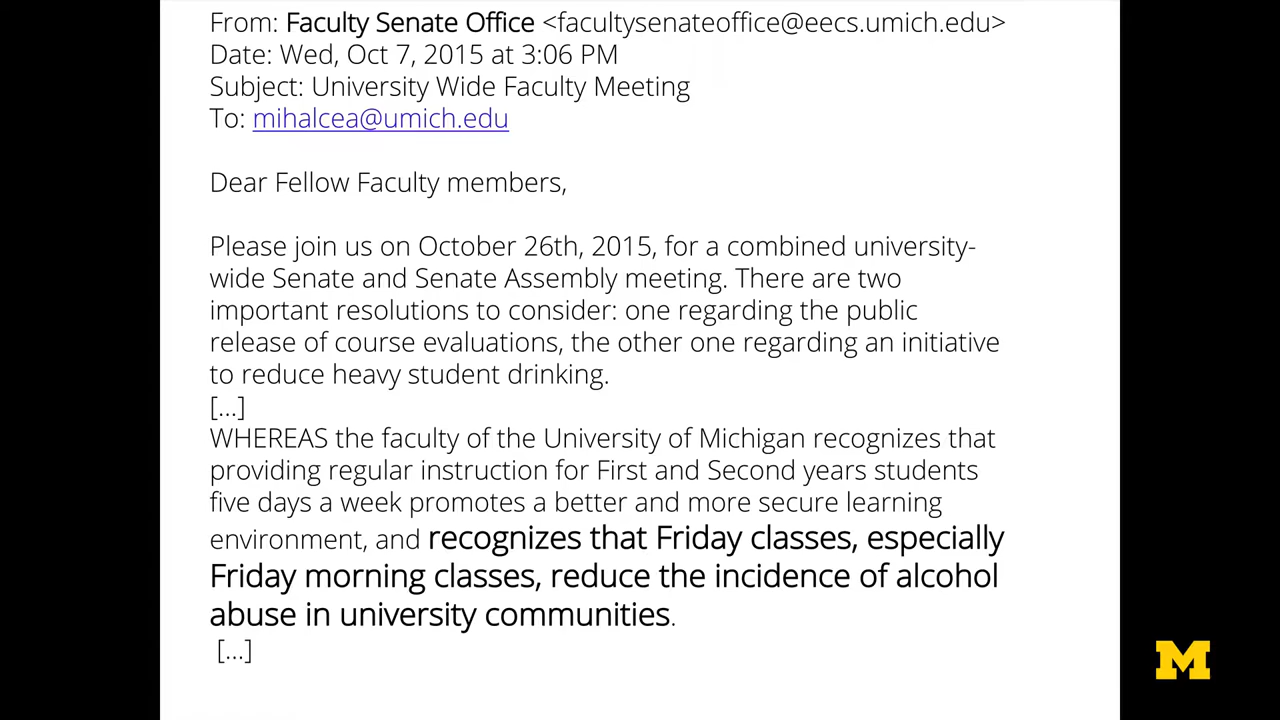 From: Faculty Senate Office <facultysenateoffice@eecs.umich.edu>
Date: Wed, Oct 7, 2015 at 3:06 PM
Subject: University Wide Faculty Meeting
To: mihalcea@umich.edu
Dear Fellow Faculty members,
Please join us on October 26th, 2015, for a combined university-
wide Senate and Senate Assembly meeting. There are two
important resolutions to consider: one regarding the public
release of course evaluations, the other one regarding an initiative
to reduce heavy student drinking.
[...]
WHEREAS the faculty of the University of Michigan recognizes that
providing regular instruction for First and Second years students
five days a week promotes a better and more secure learning
environment, and recognizes that Friday classes, especially
Friday morning classes, reduce the incidence of alcohol
abuse in university communities.
[...]
M